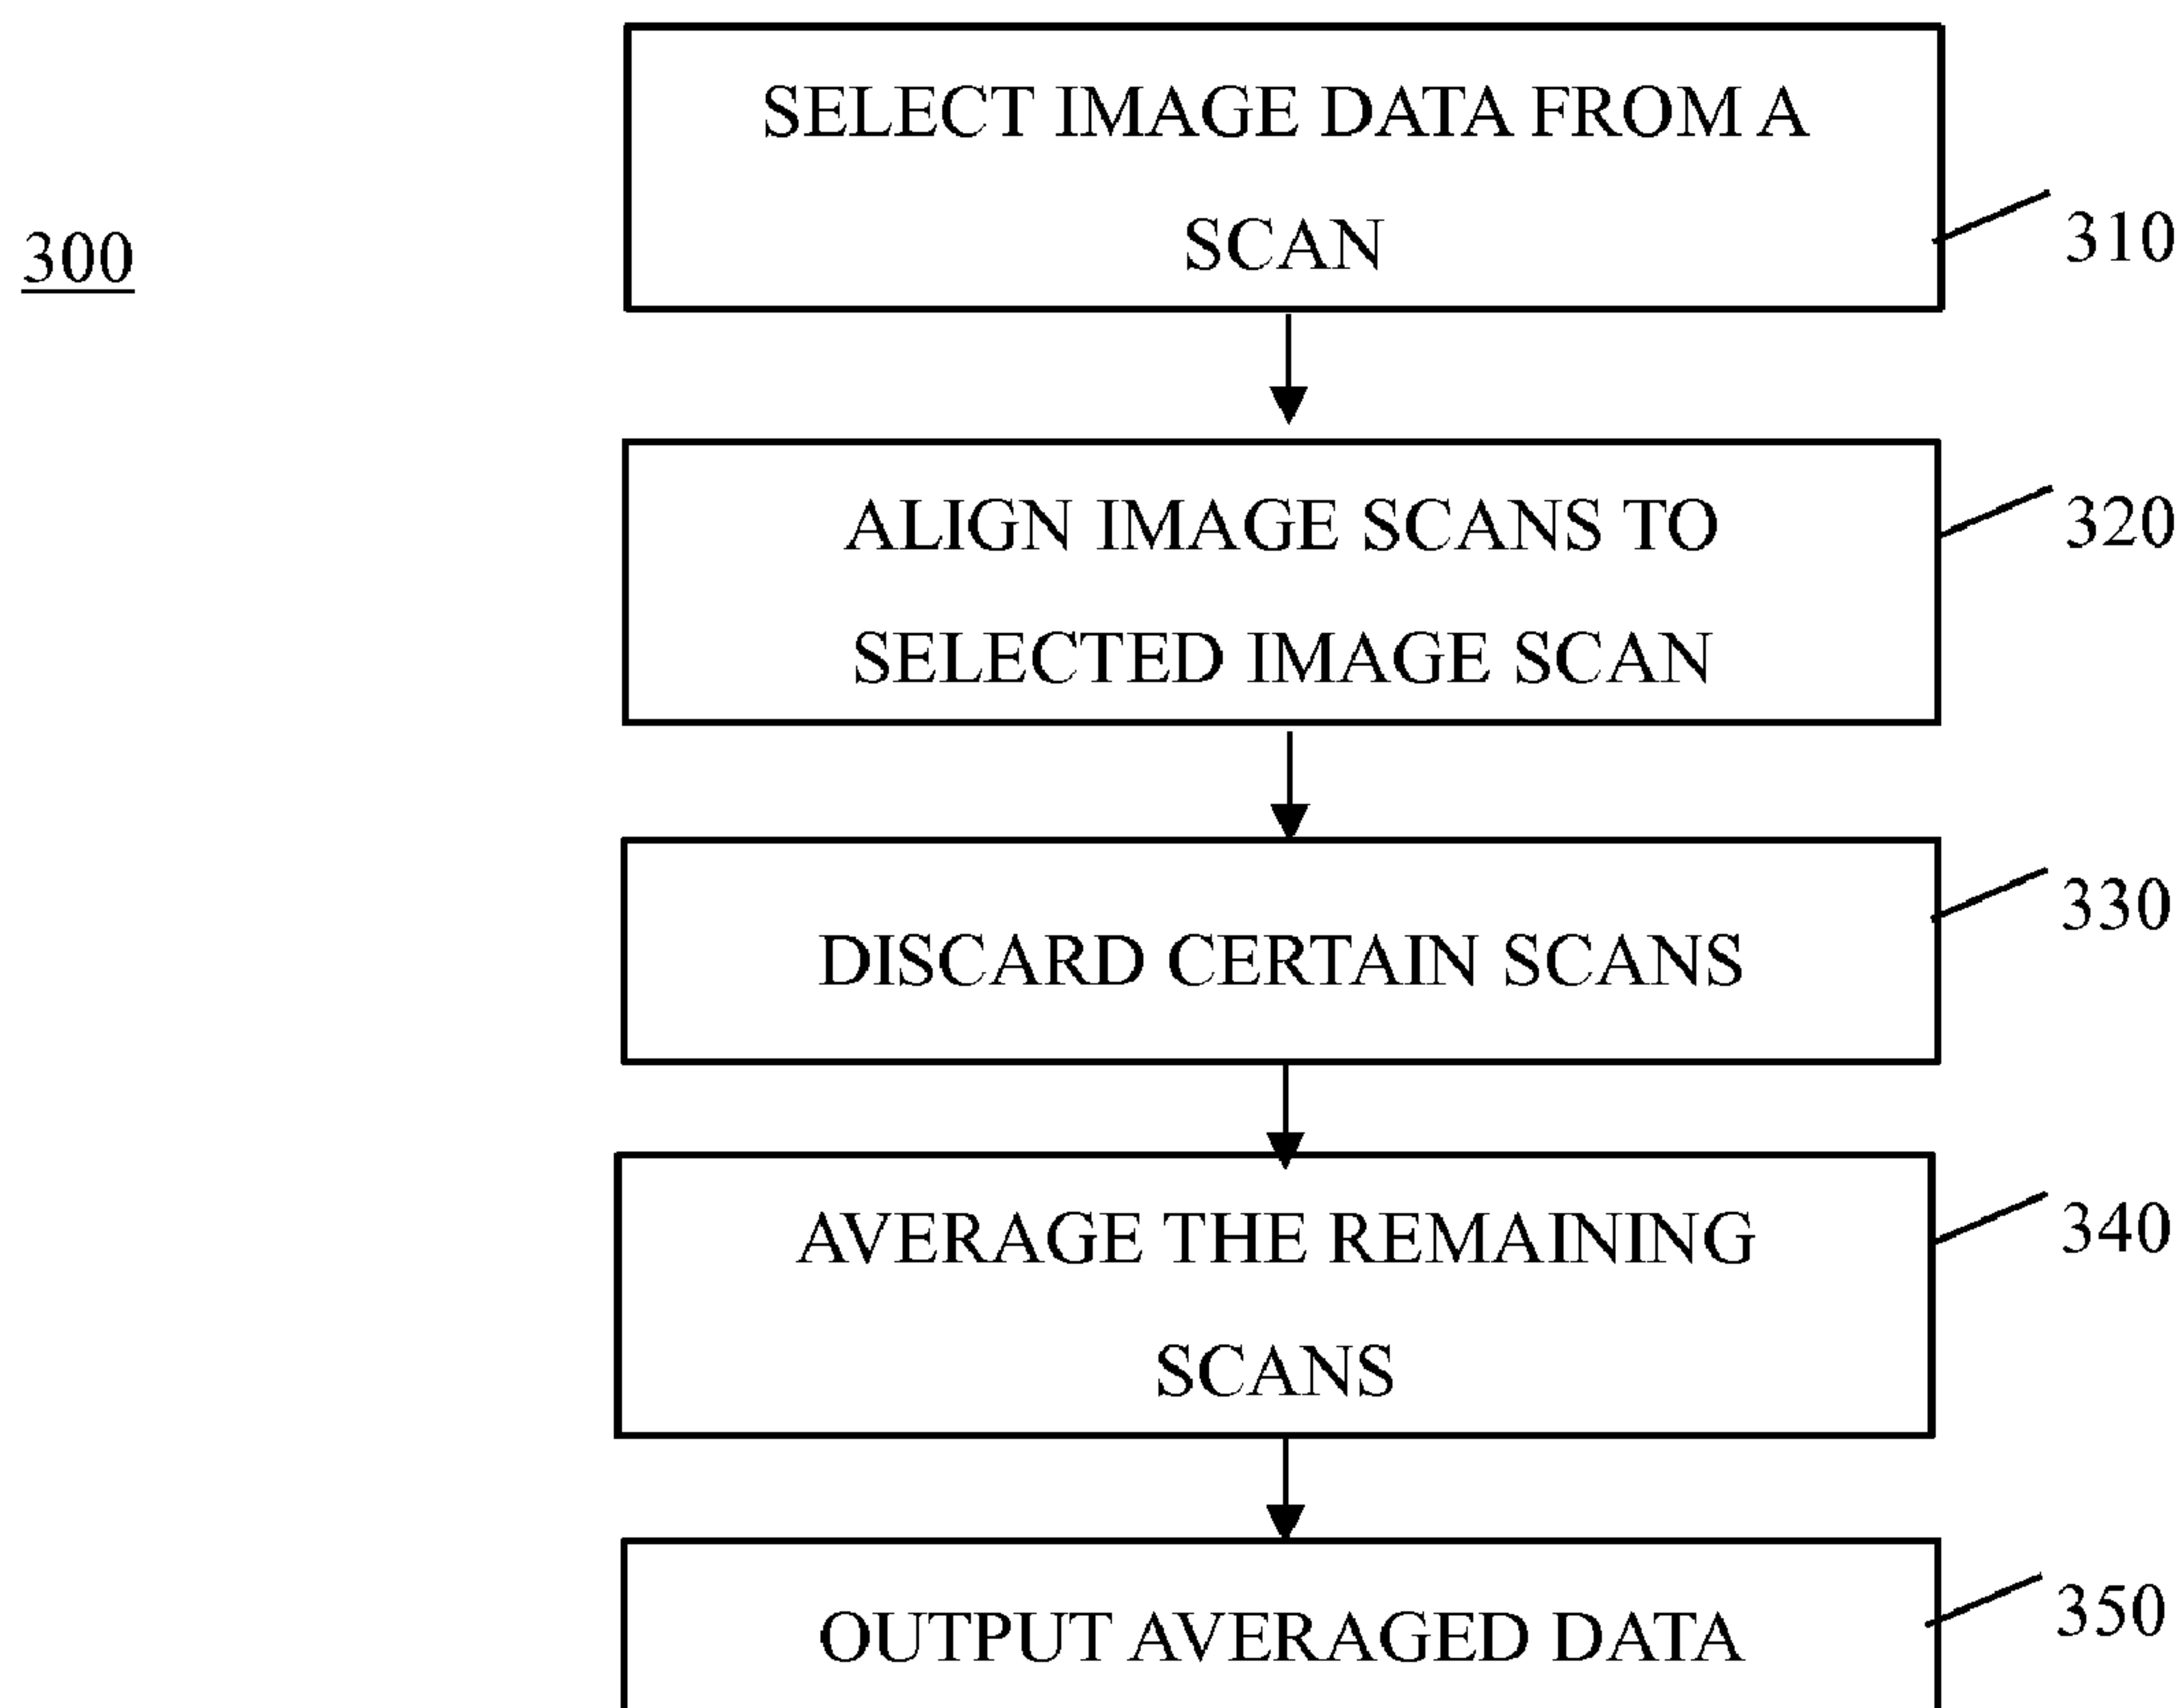 300
SELECT IMAGE DATA FROM A
SCAN
310
ALIGN IMAGE SCANS TO
SELECTED IMAGE SCAN
320
DISCARD CERTAIN SCANS
330
AVERAGE THE REMAINING
SCANS
340
OUTPUT AVERAGED DATA
350